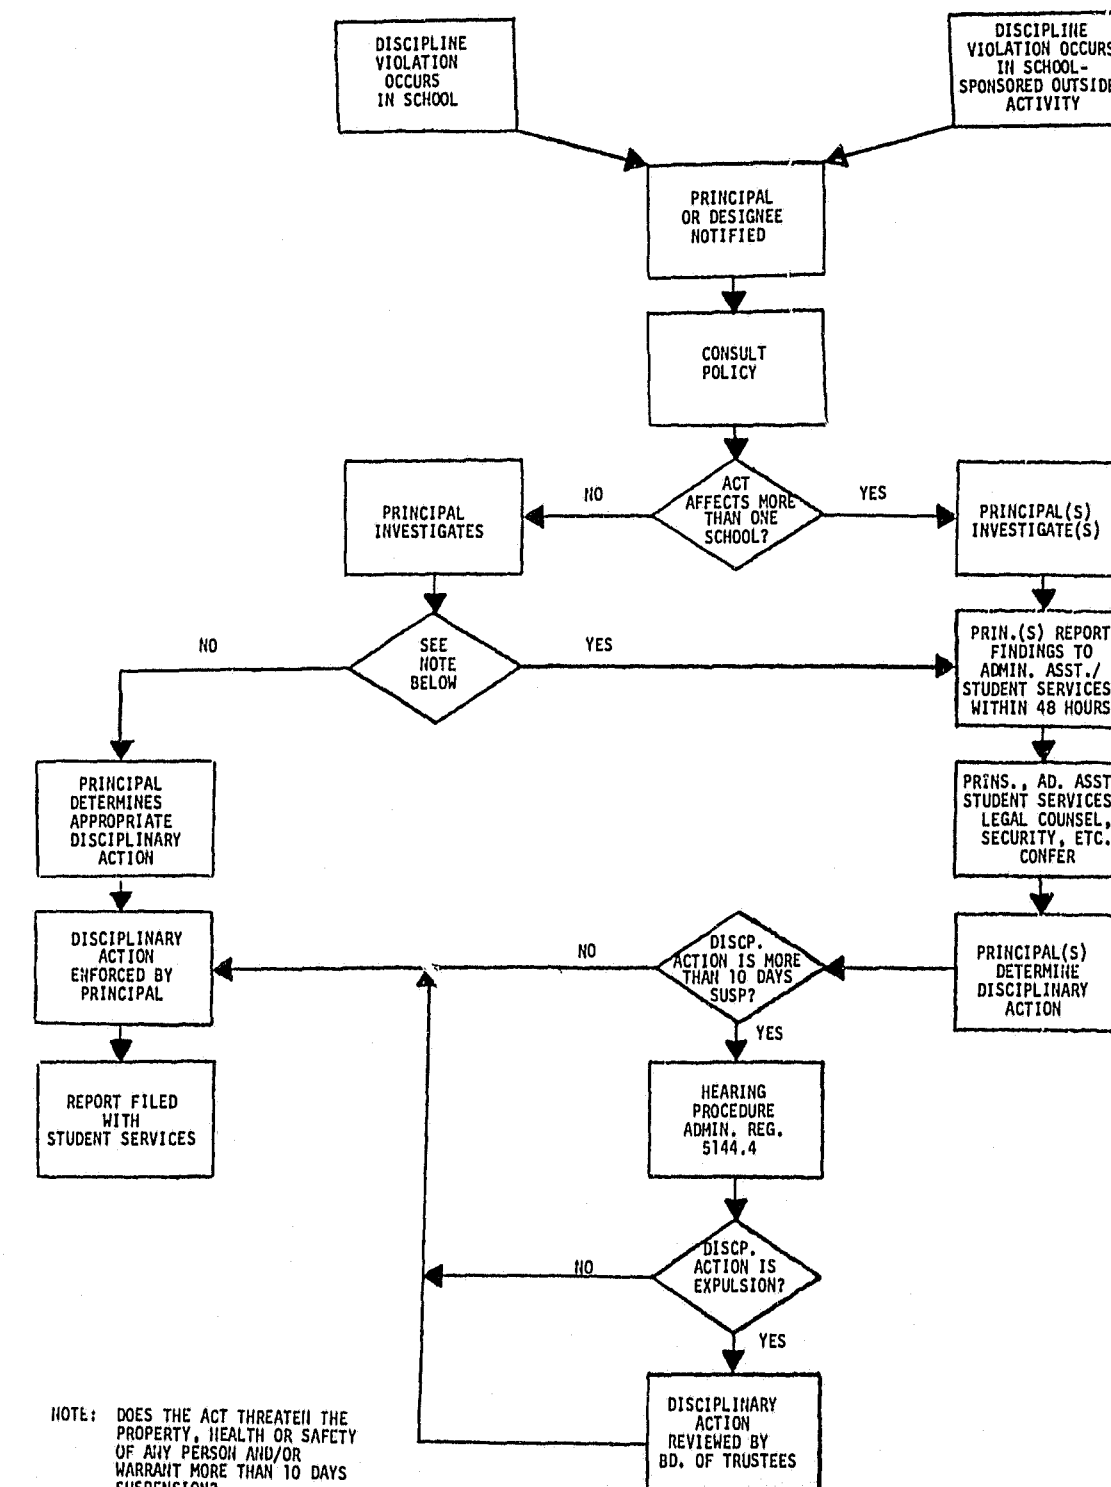 DISCIPLINE
VIOLATION
OCCURS
IN SCHOOL
DISCIPLINE
VIOLATION OCCURS
IN SCHOOL-
SPONSORED OUTSIDE
ACTIVITY
PRINCIPAL
OR DESIGNEE
NOTIFIED
CONSULT
POLICY
ACT
AFFECTS MORE
THAN ONE
SCHOOL?
NO
YES
PRINCIPAL
INVESTIGATES
PRINCIPAL(S)
INVESTIGATE(S)
SEE
NOTE
BELOW
NO
YES
PRIN.(S) REPORT
FINDINGS TO
ADMIN. ASST./
STUDENT SERVICES
WITHIN 48 HOURS
PRINCIPAL
DETERMINES
APPROPRIATE
DISCIPLINARY
ACTION
PRINS., AD. ASST
STUDENT SERVICES
LEGAL COUNSEL,
SECURITY, ETC.
CONFER
DISCIPLINARY
ACTION
ENFORCED BY
PRINCIPAL
NO
DISCP.
ACTION IS MORE
THAN 10 DAYS
SUSP?
YES
PRINCIPAL(S)
DETERMINE
DISCIPLINARY
ACTION
REPORT FILED
WITH
STUDENT SERVICES
HEARING
PROCEDURE
ADMIN. REG.
5144.4
DISCP.
ACTION IS
EXPULSION?
NO
YES
DISCIPLINARY
ACTION
REVIEWED BY
BD. OF TRUSTEES
NOTE: DOES THE ACT THREATEN THE
PROPERTY, HEALTH OR SAFETY
OF ANY PERSON AND/OR
WARRANT MORE THAN 10 DAYS
SUSPENSION?